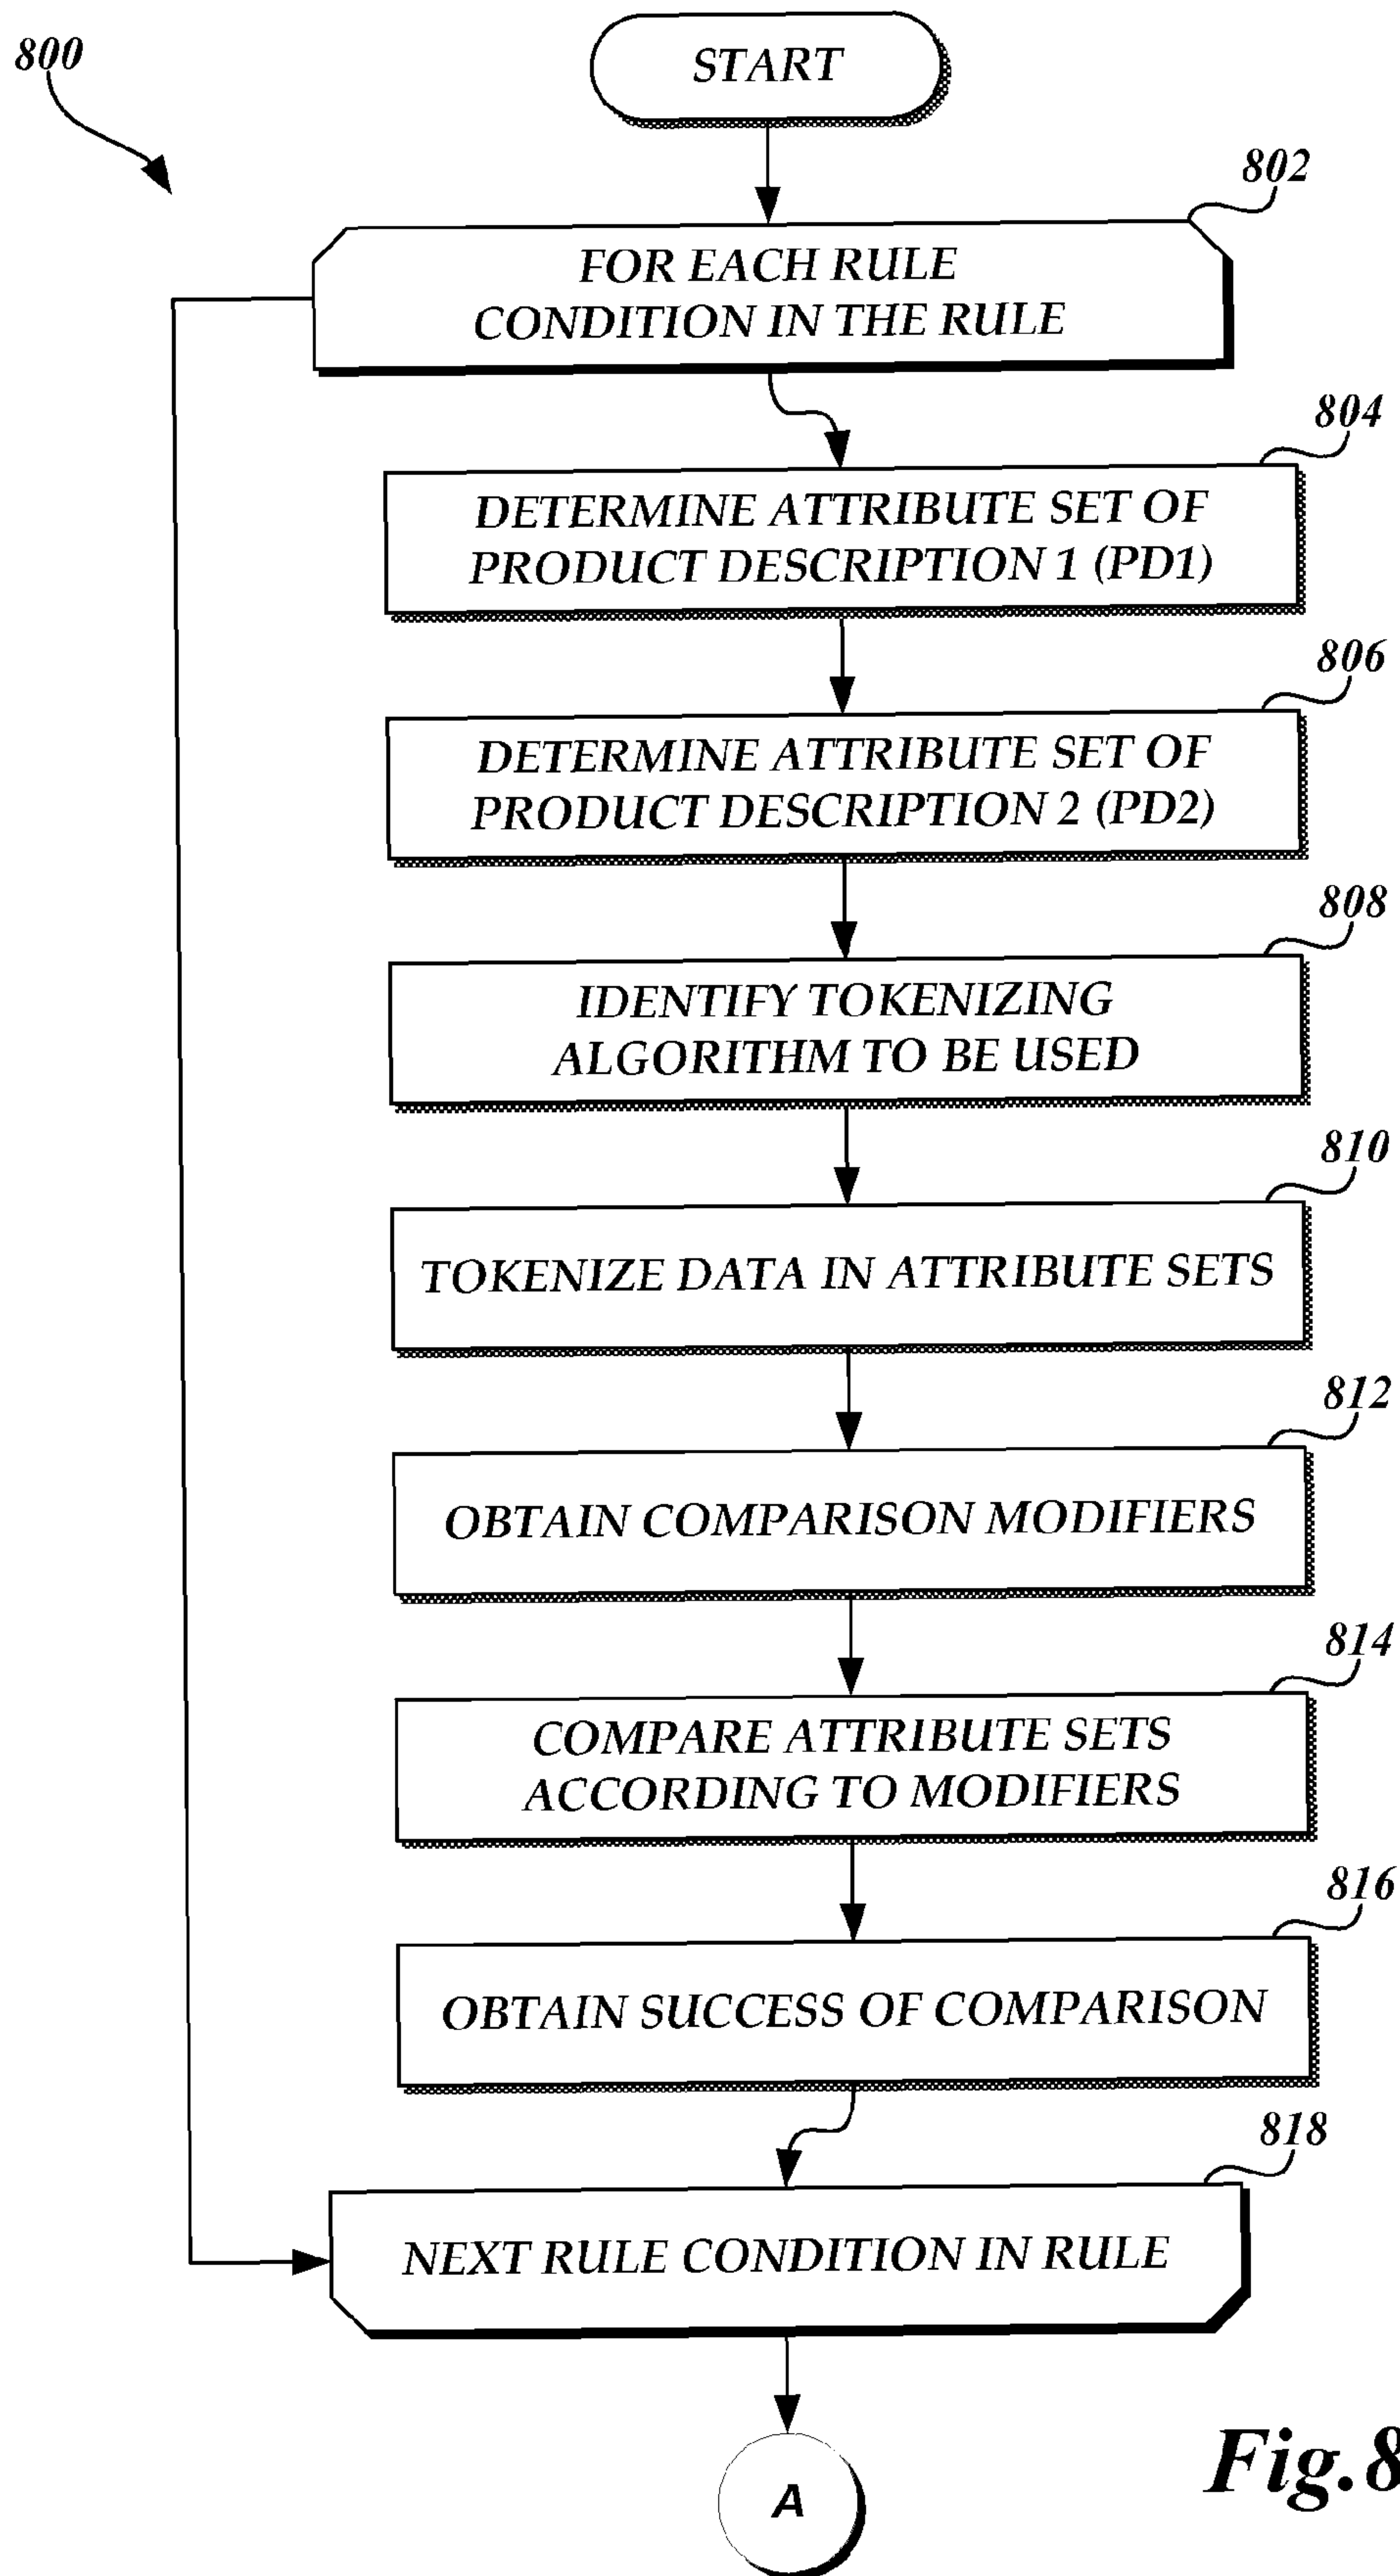 800
START
802
FOR EACH RULE
CONDITION IN THE RULE
804
DETERMINE ATTRIBUTE SET OF
PRODUCT DESCRIPTION 1 (PD1)
806
DETERMINE ATTRIBUTE SET OF
PRODUCT DESCRIPTION 2 (PD2)
808
IDENTIFY TOKENIZING
ALGORITHM TO BE USED
810
TOKENIZE DATA IN ATTRIBUTE SETS
812
OBTAIN COMPARISON MODIFIERS
814
COMPARE ATTRIBUTE SETS
ACCORDING TO MODIFIERS
816
OBTAIN SUCCESS OF COMPARISON
818
NEXT RULE CONDITION IN RULE
A
Fig.8